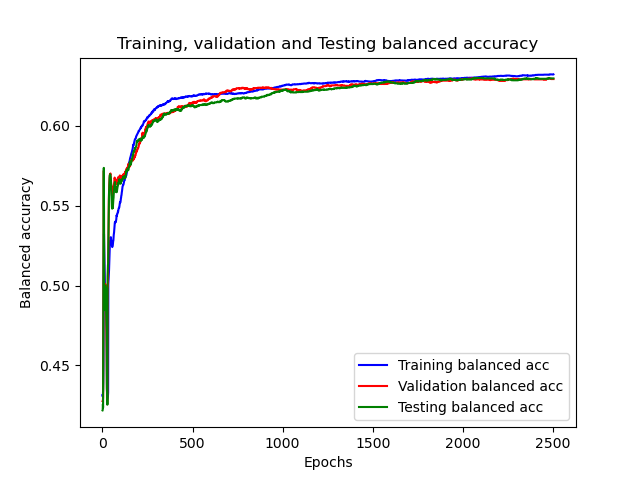 Training, validation and Testing balanced accuracy
Balanced accuracy
0.60
0.55
0.50
0.45
0
500
1000
1500
2000
2500
Epochs
Training balanced acc
Validation balanced acc
Testing balanced acc